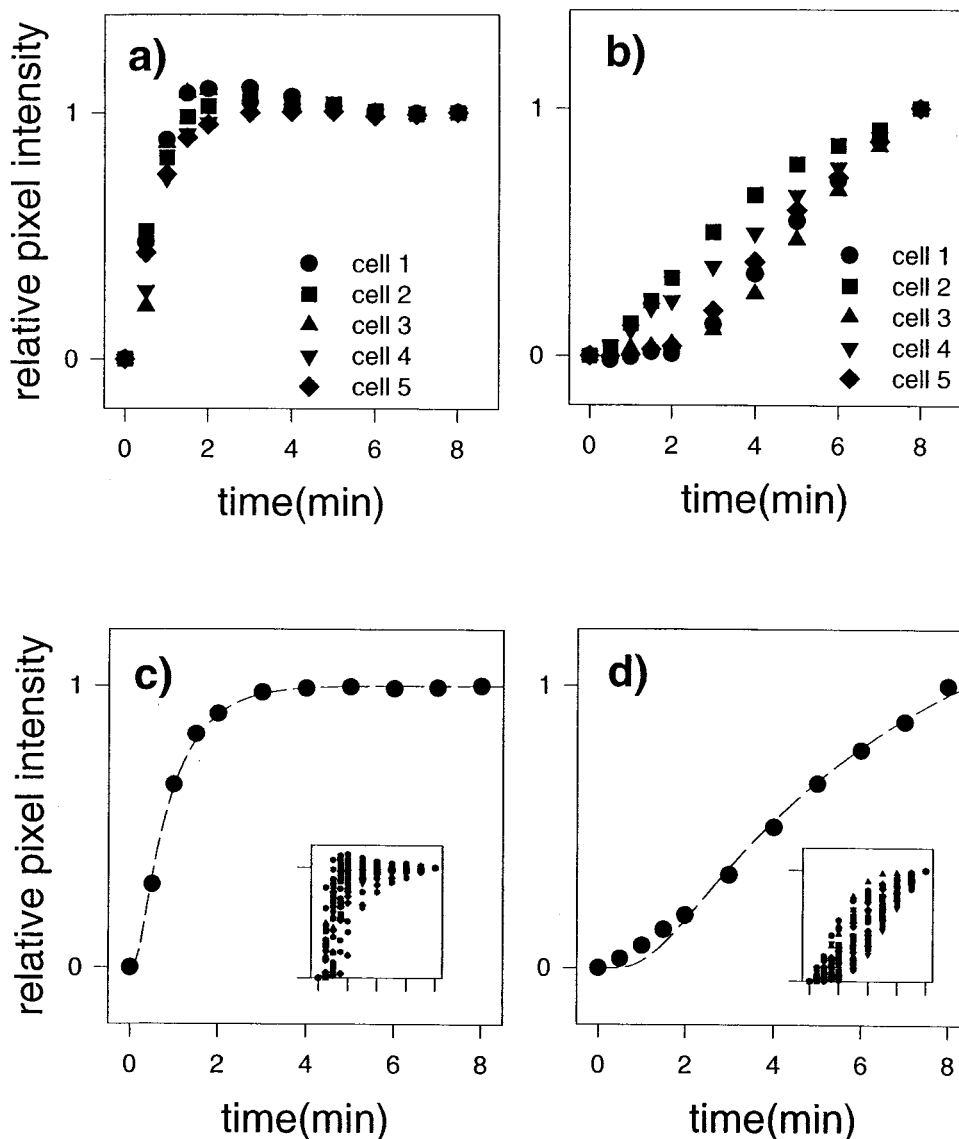 a)
relative pixel intensity
1
0
cell 1
cell 2
cell 3
cell 4
cell 5
0 2 4 6 8
time(min)
b)
1
0
cell 1
cell 2
cell 3
cell 4
cell 5
0 2 4 6 8
time(min)
c)
relative pixel intensity
1
0
0 2 4 6 8
time(min)
d)
1
0
0 2 4 6 8
time(min)